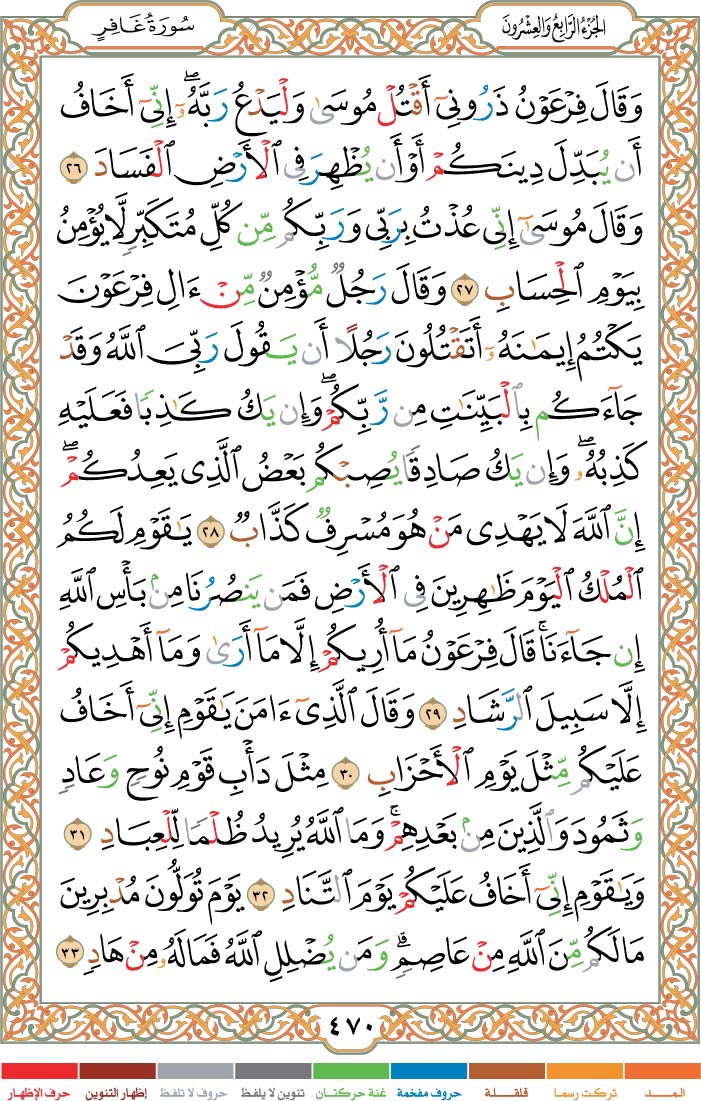 الجزء الرابع والعشرون
سورة غافر
وَقَالَ فِرْعَوْنُ ذَرُونِىٓ أَقْتُلْ مُوسَىٰ وَلْيَدْعُ رَبَّهُۥٓ ۖ إِنِّىٓ أَخَافُ
أَن يُبَدِّلَ دِينَكُمْ أَوْ أَن يُظْهِرَ فِى ٱلْأَرْضِ ٱلْفَسَادَ ٢٦
وَقَالَ مُوسَىٰٓ إِنِّى عُذْتُ بِرَبِّى وَرَبِّكُم مِّن كُلِّ مُتَكَبِّرٍ لَّا يُؤْمِنُ
بِيَوْمِ ٱلْحِسَابِ ٢٧ وَقَالَ رَجُلٌ مُّؤْمِنٌ مِّنْ ءَالِ فِرْعَوْنَ
يَكْتُمُ إِيمَٰنَهُۥٓ أَتَقْتُلُونَ رَجُلًا أَن يَقُولَ رَبِّىَ ٱللَّهُ وَقَدْ
جَآءَكُم بِٱلْبَيِّنَٰتِ مِن رَّبِّكُمْ ۖ وَإِن يَكُ كَٰذِبًا فَعَلَيْهِ
كَذِبُهُۥ ۖ وَإِن يَكُ صَادِقًا يُصِبْكُم بَعْضُ ٱلَّذِى يَعِدُكُمْ ۖ
إِنَّ ٱللَّهَ لَا يَهْدِى مَنْ هُوَ مُسْرِفٌ كَذَّابٌ ٢٨ يَٰقَوْمِ لَكُمُ
ٱلْمُلْكُ ٱلْيَوْمَ ظَٰهِرِينَ فِى ٱلْأَرْضِ فَمَن يَنصُرُنَا مِنۢ بَأْسِ ٱللَّهِ
إِن جَآءَنَا ۚ قَالَ فِرْعَوْنُ مَآ أُرِيكُمْ إِلَّا مَآ أَرَىٰ وَمَآ أَهْدِيكُمْ
إِلَّا سَبِيلَ ٱلرَّشَادِ ٢٩ وَقَالَ ٱلَّذِىٓ ءَامَنَ يَٰقَوْمِ إِنِّىٓ أَخَافُ
عَلَيْكُم مِّثْلَ يَوْمِ ٱلْأَحْزَابِ ٣٠ مِثْلَ دَأْبِ قَوْمِ نُوحٍ وَعَادٍ
وَثَمُودَ وَٱلَّذِينَ مِنۢ بَعْدِهِمْ ۚ وَمَا ٱللَّهُ يُرِيدُ ظُلْمًا لِّلْعِبَادِ ٣١
وَيَٰقَوْمِ إِنِّىٓ أَخَافُ عَلَيْكُمْ يَوْمَ ٱلتَّنَادِ ٣٢ يَوْمَ تُوَلُّونَ مُدْبِرِينَ
مَا لَكُم مِّنَ ٱللَّهِ مِنْ عَاصِمٍ ۗ وَمَن يُضْلِلِ ٱللَّهُ فَمَا لَهُۥ مِنْ هَادٍ ٣٣
٤٧٠
المـــد تركت رسما قلقـلـة حروف مفخمة غنة حركتان تنوين لا يلفظ حروف لا تلفظ إظهار التنوين حرف الإظهار